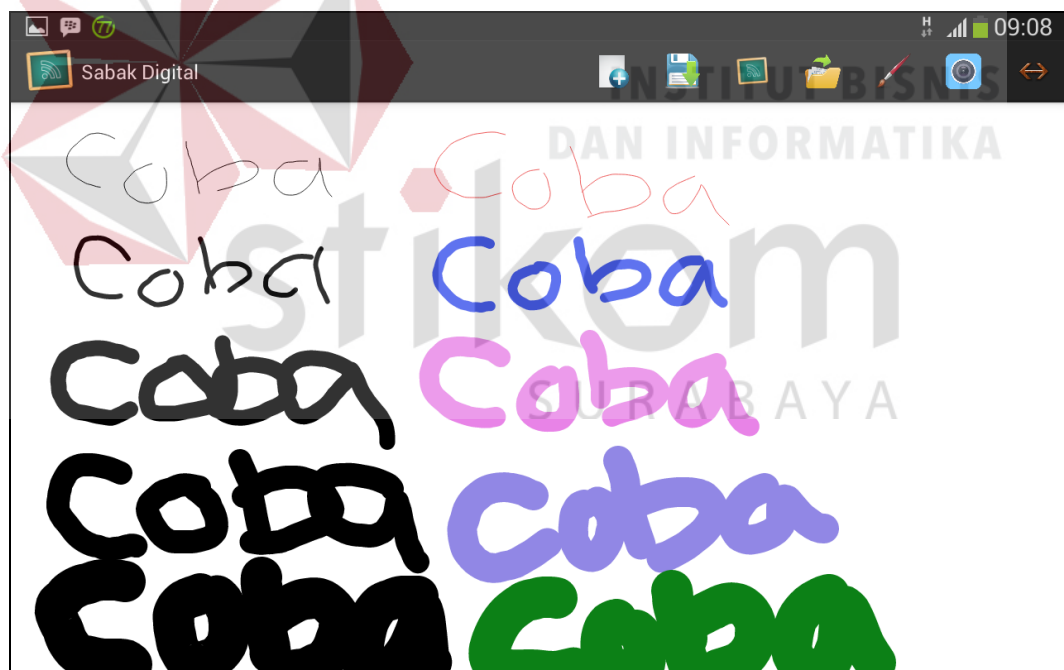 09:08
Sabak Digital
INSTITUT BISNIS
DAN INFORMATIKA
Coba Coba
stikom
Coba Coba
Coba Coba
SURABAYA
Coba Coba
Coba Coba